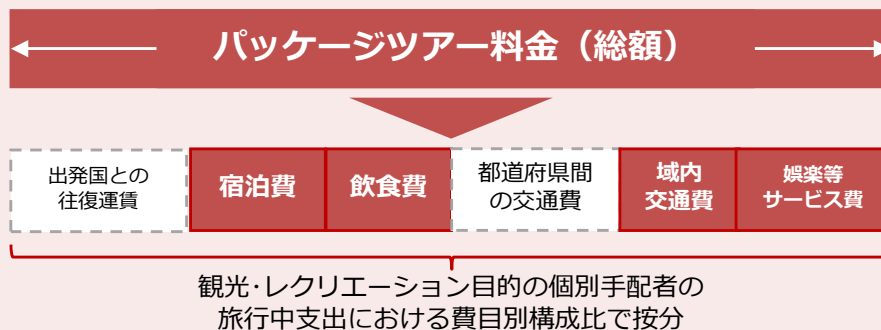 パッケージツアー料金（総額）
出発国との
往復運賃
宿泊費
飲食費
都道府県間
の交通費
域内
交通費
娯楽等
サービス費
観光･レクリエーション目的の個別手配者の
旅行中支出における費目別構成比で按分